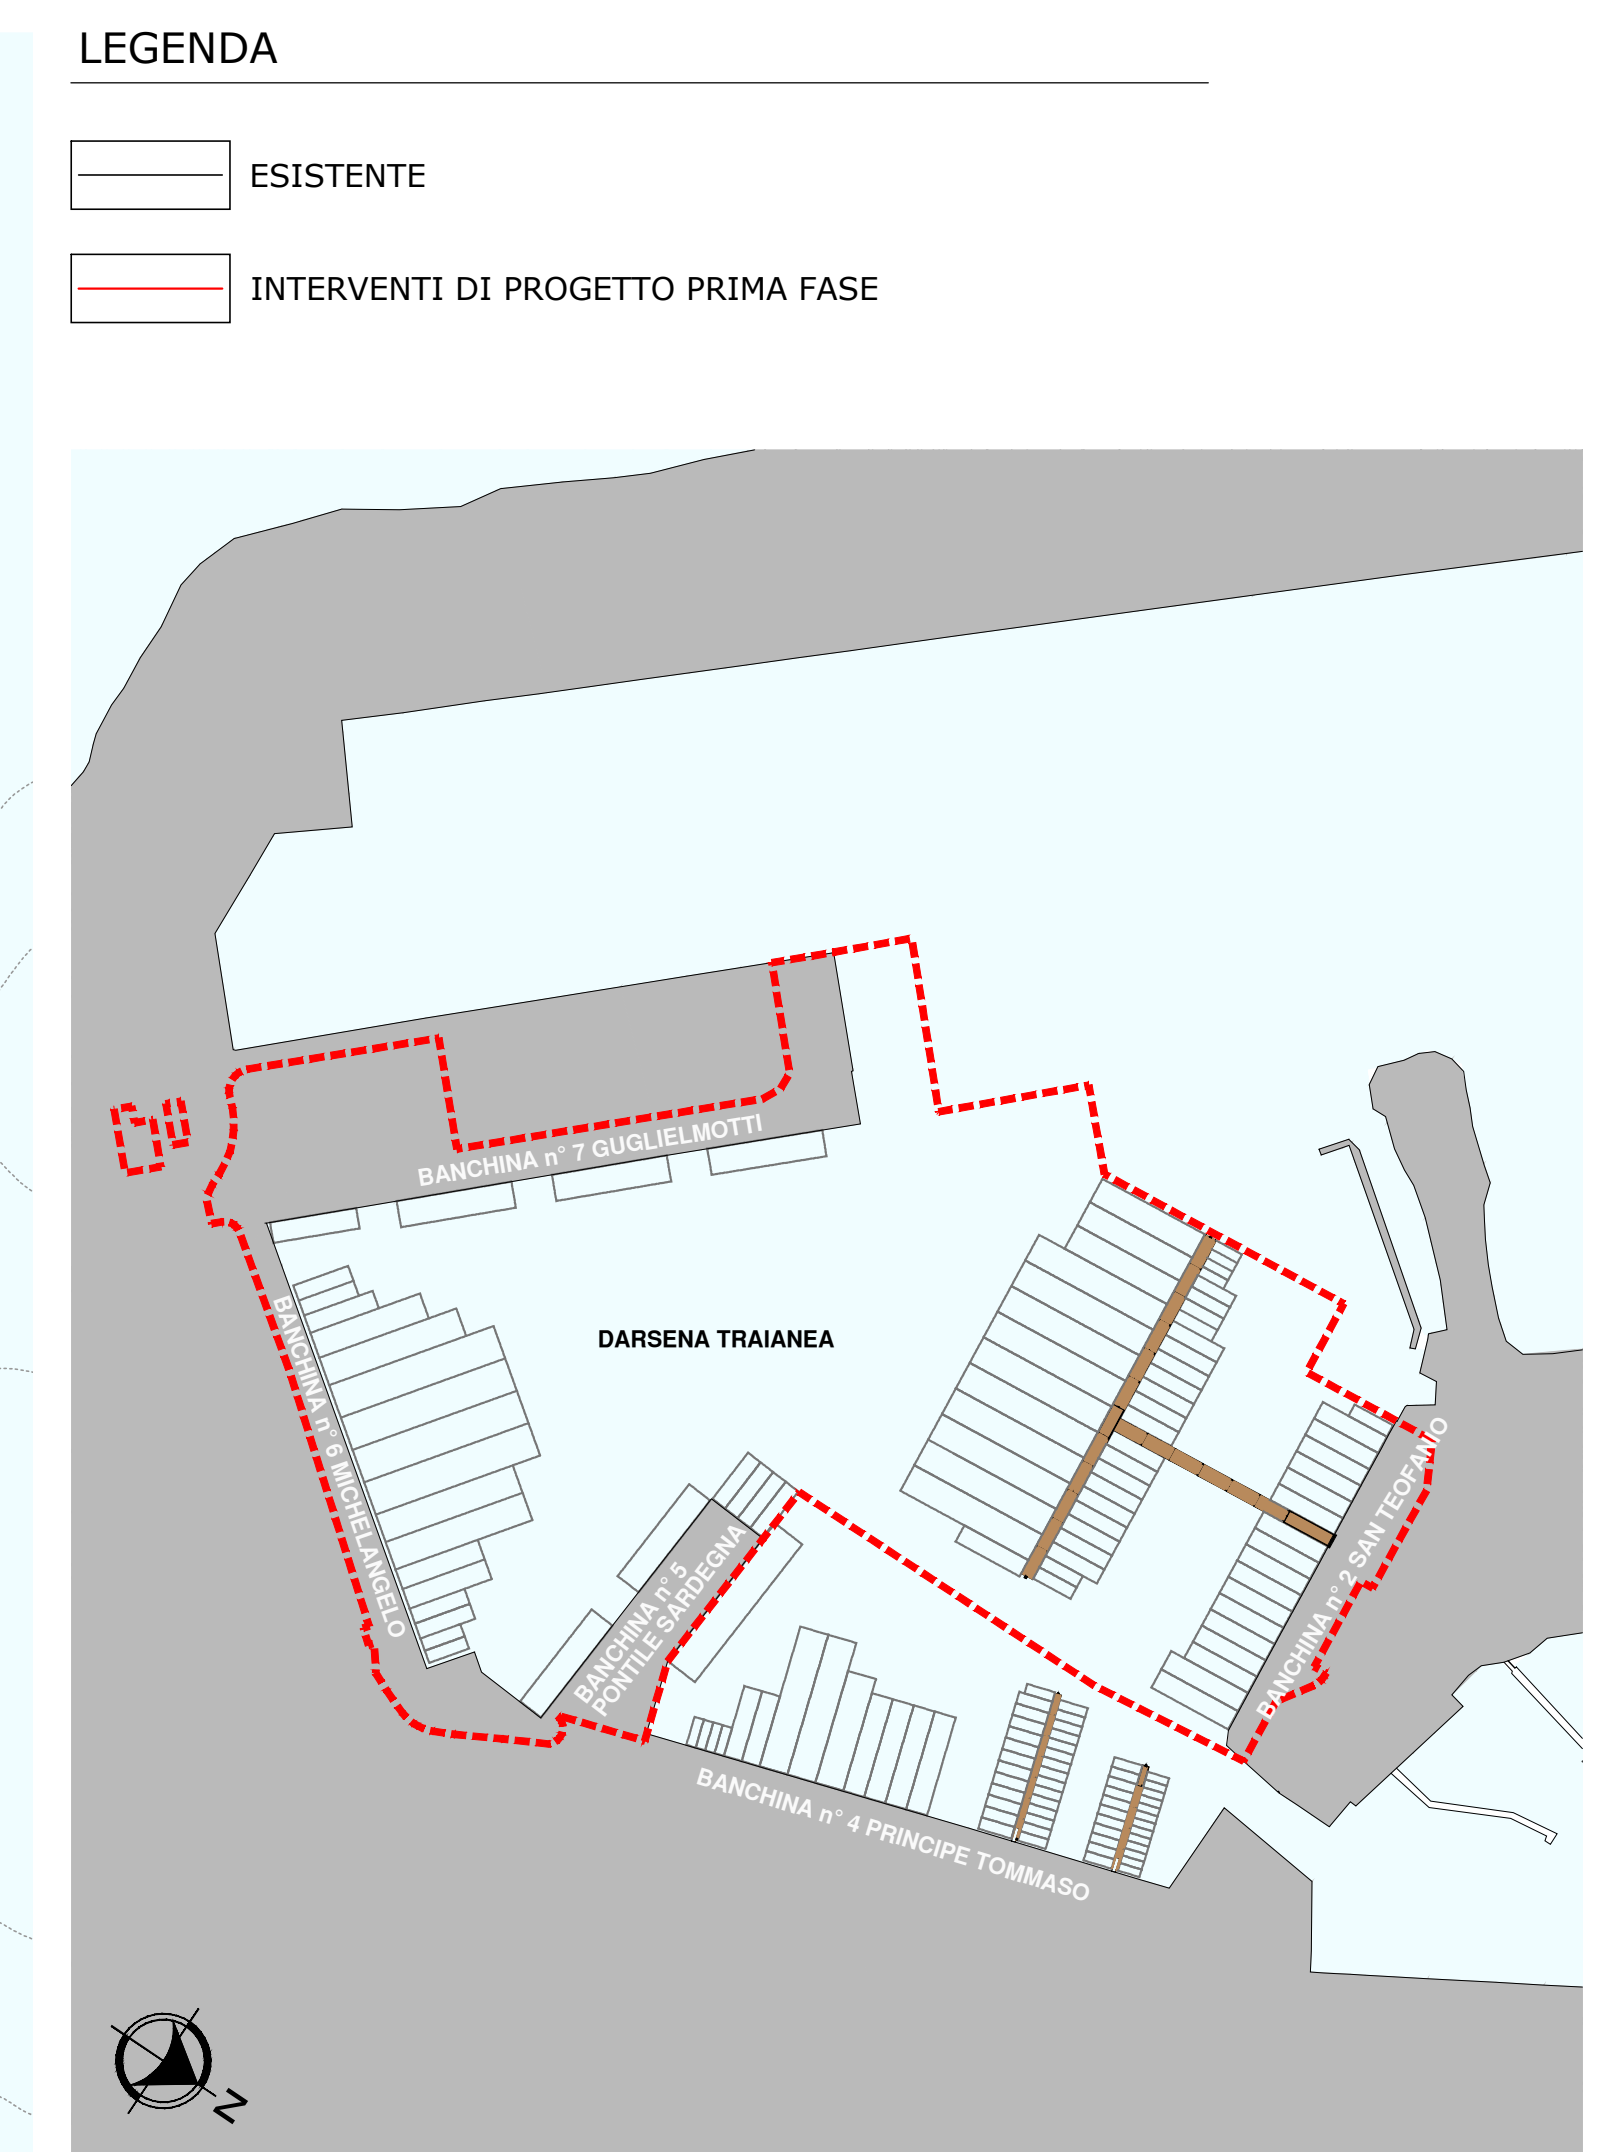 LEGENDA
ESISTENTE
INTERVENTI DI PROGETTO PRIMA FASE
BANCHINA n° 7 GUGLIELMOTTI
BANCHINA n° 6 MICHELANGELO
DARSENA TRAIANEA
BANCHINA n° 5
PONTILE SARDEGNA
BANCHINA n° 2 SAN TEOFANIO
BANCHINA n° 4 PRINCIPE TOMMASO
N